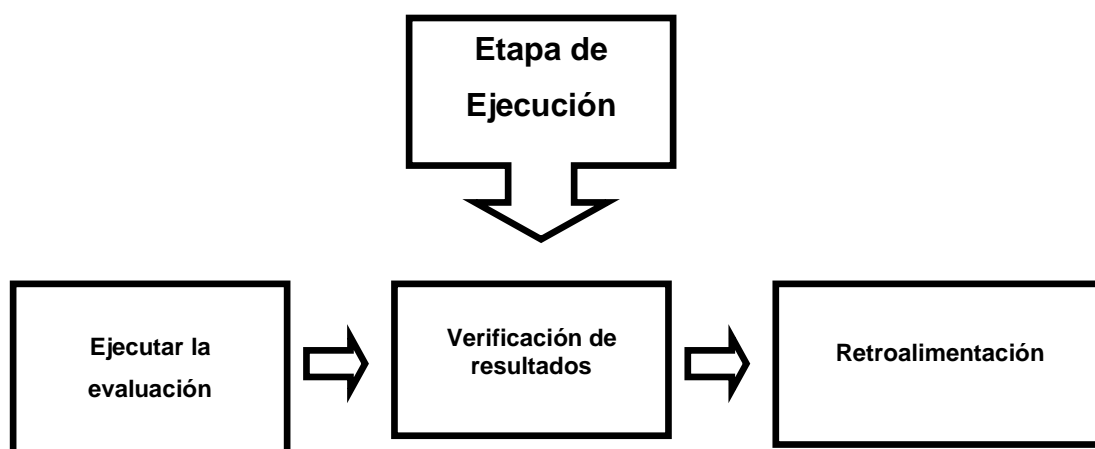 Etapa de
Ejecución
Ejecutar la
evaluación
Verificación de
resultados
Retroalimentación